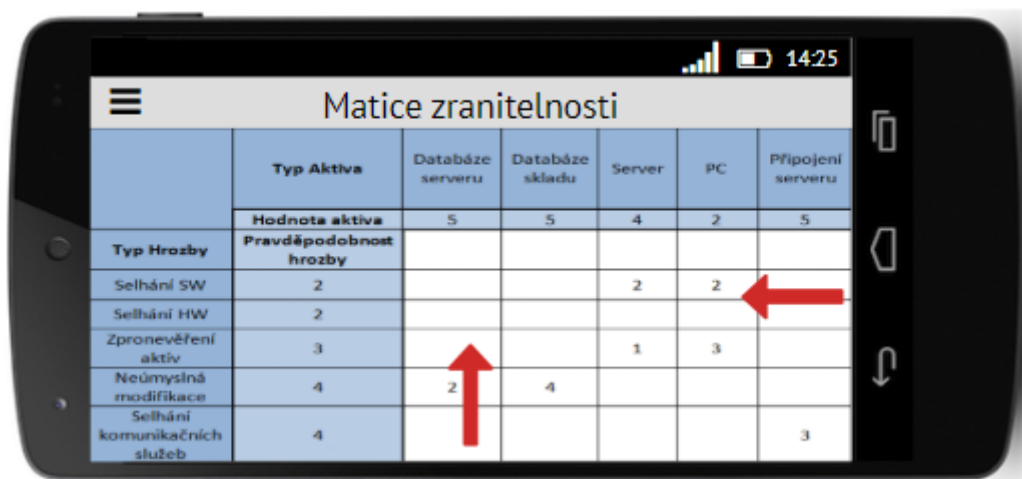 14:25
Matice zranitelnosti
Typ Aktiva Databáze serveru Databáze skladu Server PC Připojení serveru
Hodnota aktiva 5 5 4 2 5
Typ Hrozby Pravděpodobnost hrozby
Selhání SW 2 2 2
Selhání HW 2
Zpronevěření aktiv 3 1 3
Neúmyslná modifikace 4 2 4
Selhání komunikačních služeb 4 3